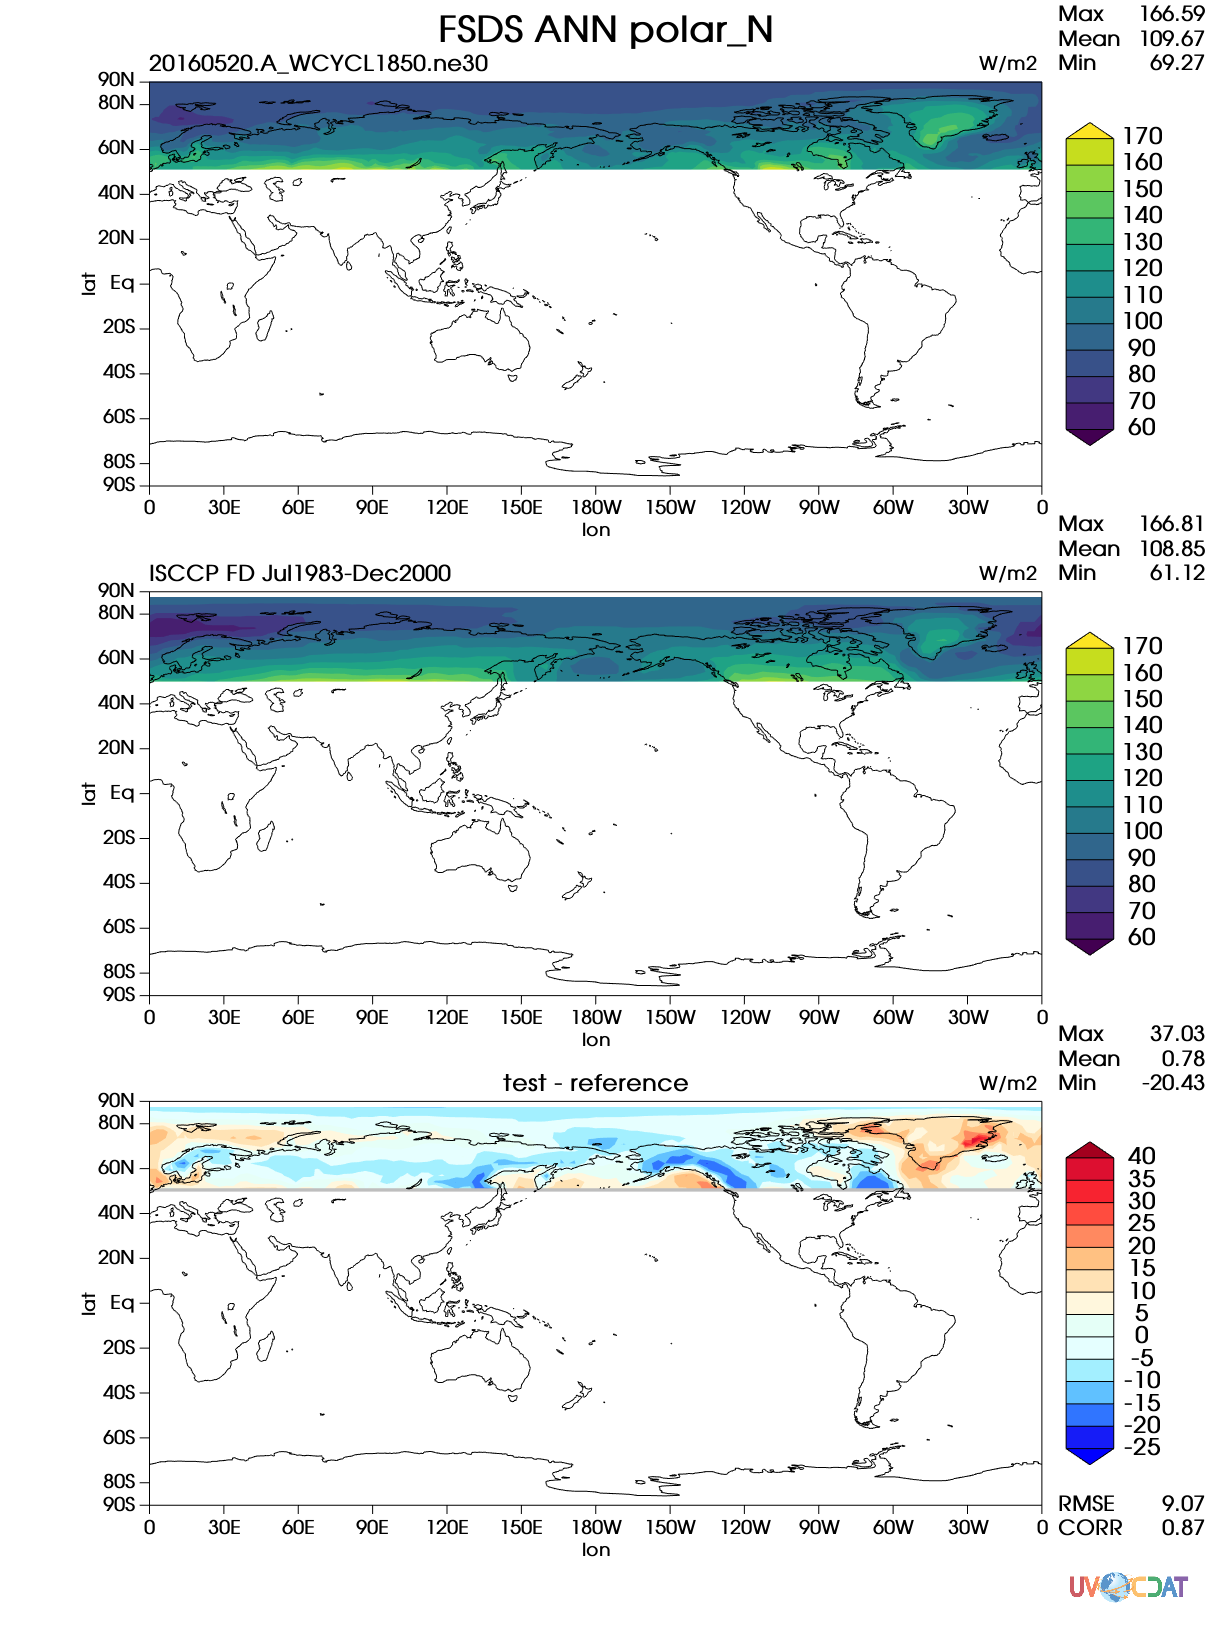 FSDS ANN polar_N
Max 166.59
Mean 109.67
Min 69.27
20160520.A_WCYCL1850.ne30 W/m2
90N
80N
60N
40N
20N
Eq
20S
40S
60S
80S
90S
lat
0 30E 60E 90E 120E 150E 180W 150W 120W 90W 60W 30W 0
lon
170
160
150
140
130
120
110
100
90
80
70
60
Max 166.81
Mean 108.85
Min 61.12
ISCCP FD Jul1983-Dec2000 W/m2
90N
80N
60N
40N
20N
Eq
20S
40S
60S
80S
90S
lat
0 30E 60E 90E 120E 150E 180W 150W 120W 90W 60W 30W 0
lon
170
160
150
140
130
120
110
100
90
80
70
60
Max 37.03
Mean 0.78
Min -20.43
test - reference W/m2
90N
80N
60N
40N
20N
Eq
20S
40S
60S
80S
90S
lat
0 30E 60E 90E 120E 150E 180W 150W 120W 90W 60W 30W 0
lon
40
35
30
25
20
15
10
5
0
-5
-10
-15
-20
-25
RMSE 9.07
CORR 0.87
UV CDAT